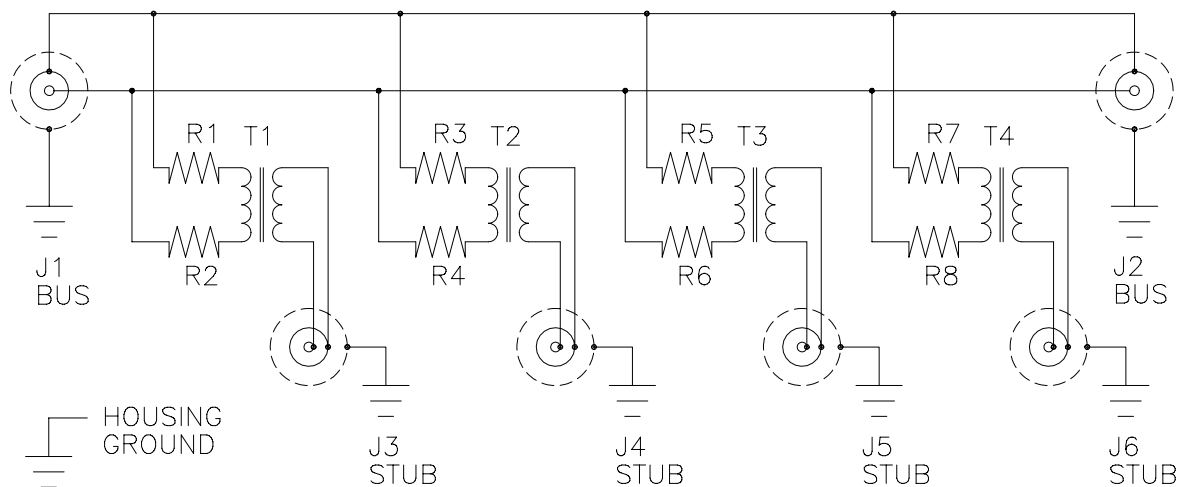 R1
T1
R3
T2
R5
T3
R7
T4
R2
R4
R6
R8
J1
BUS
J2
BUS
HOUSING
GROUND
J3
STUB
J4
STUB
J5
STUB
J6
STUB